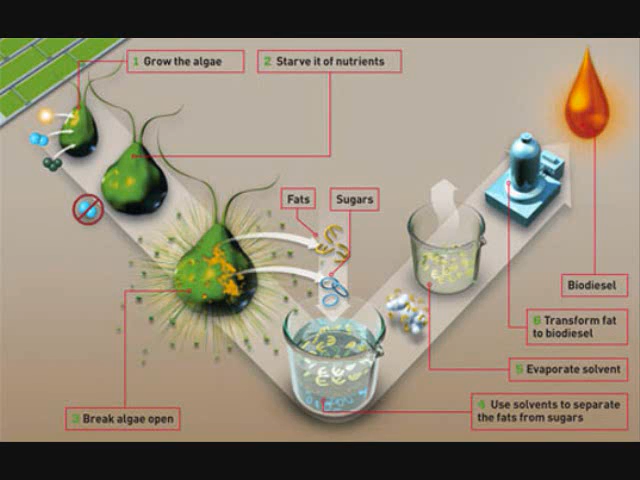 1 Grow the algae
2 Starve it of nutrients
Fats
Sugars
Biodiesel
6 Transform fat
to biodiesel
5 Evaporate solvent
4 Use solvents to separate
the fats from sugars
3 Break algae open